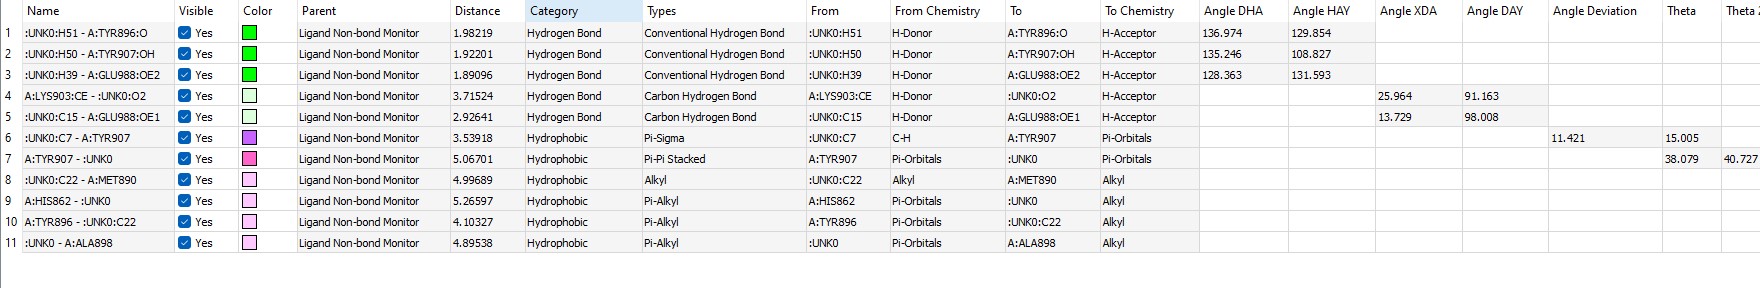 Name Visible Color Parent Distance Category Types From From Chemistry To To Chemistry Angle DHA Angle HAY Angle XDA Angle DAY Angle Deviation Theta Theta
1 :UNK0:H51 - A:TYR896:O Yes Ligand Non-bond Monitor 1.98219 Hydrogen Bond Conventional Hydrogen Bond :UNK0:H51 H-Donor A:TYR896:O H-Acceptor 136.974 129.854
2 :UNK0:H50 - A:TYR907:OH Yes Ligand Non-bond Monitor 1.92201 Hydrogen Bond Conventional Hydrogen Bond :UNK0:H50 H-Donor A:TYR907:OH H-Acceptor 135.246 108.827
3 :UNK0:H39 - A:GLU988:OE2 Yes Ligand Non-bond Monitor 1.89096 Hydrogen Bond Conventional Hydrogen Bond :UNK0:H39 H-Donor A:GLU988:OE2 H-Acceptor 128.363 131.593
4 A:LYS903:CE - :UNK0:O2 Yes Ligand Non-bond Monitor 3.71524 Hydrogen Bond Carbon Hydrogen Bond A:LYS903:CE H-Donor :UNK0:O2 H-Acceptor 25.964 91.163
5 :UNK0:C15 - A:GLU988:OE1 Yes Ligand Non-bond Monitor 2.92641 Hydrogen Bond Carbon Hydrogen Bond :UNK0:C15 H-Donor A:GLU988:OE1 H-Acceptor 13.729 98.008
6 :UNK0:C7 - A:TYR907 Yes Ligand Non-bond Monitor 3.53918 Hydrophobic Pi-Sigma :UNK0:C7 C-H A:TYR907 Pi-Orbitals 11.421 15.005
7 A:TYR907 - :UNK0 Yes Ligand Non-bond Monitor 5.06701 Hydrophobic Pi-Pi Stacked A:TYR907 Pi-Orbitals :UNK0 Pi-Orbitals 38.079 40.727
8 :UNK0:C22 - A:MET890 Yes Ligand Non-bond Monitor 4.99689 Hydrophobic Alkyl :UNK0:C22 Alkyl A:MET890 Alkyl
9 A:HIS862 - :UNK0 Yes Ligand Non-bond Monitor 5.26597 Hydrophobic Pi-Alkyl A:HIS862 Pi-Orbitals :UNK0 Alkyl
10 A:TYR896 - :UNK0:C22 Yes Ligand Non-bond Monitor 4.10327 Hydrophobic Pi-Alkyl A:TYR896 Pi-Orbitals :UNK0:C22 Alkyl
11 :UNK0 - A:ALA898 Yes Ligand Non-bond Monitor 4.89538 Hydrophobic Pi-Alkyl :UNK0 Pi-Orbitals A:ALA898 Alkyl